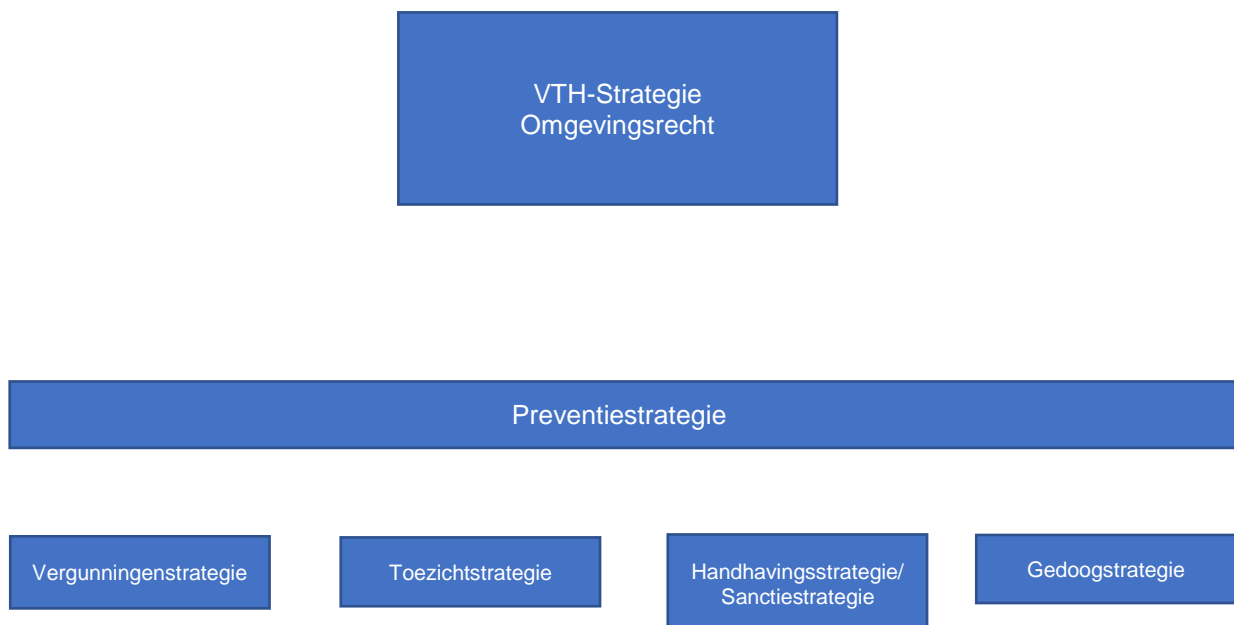 VTH-Strategie
Omgevingsrecht
Preventiestrategie
Vergunningenstrategie
Toezichtstrategie
Handhavingsstrategie/
Sanctiestrategie
Gedoogstrategie